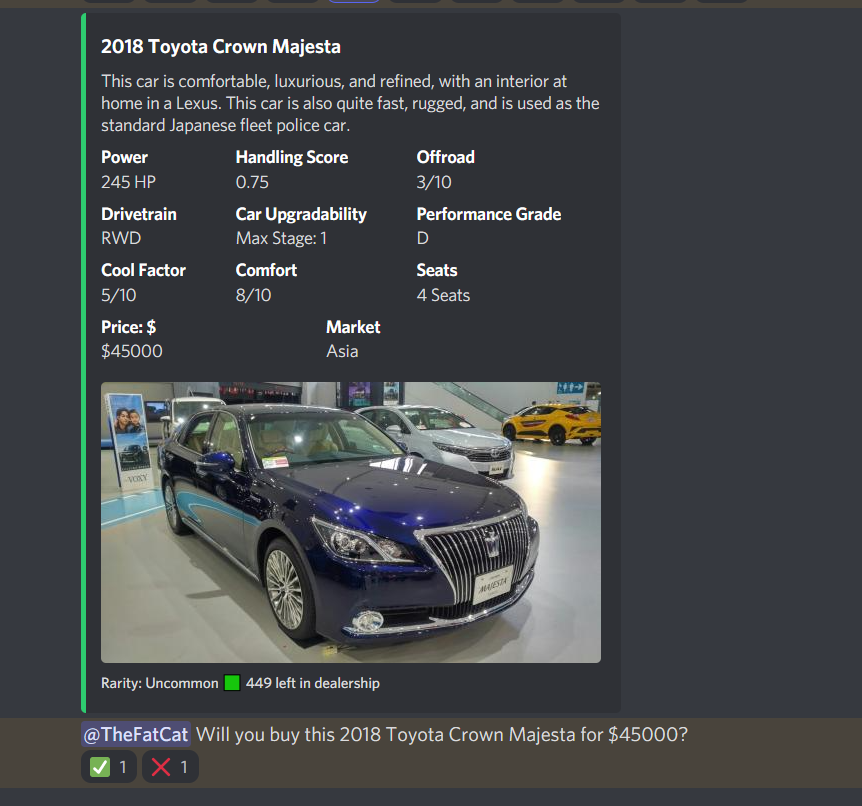 2018 Toyota Crown Majesta
This car is comfortable, luxurious, and refined, with an interior at
home in a Lexus. This car is also quite fast, rugged, and is used as the
standard Japanese fleet police car.
Power
Handling Score
Offroad
245 HP
0.75
3/10
Drivetrain
Car Upgradability
Performance Grade
RWD
Max Stage: 1
D
Cool Factor
Comfort
Seats
5/10
8/10
4 Seats
Price: $
Market
$45000
Asia
VOXY
MAJESTA
Rarity: Uncommon 449 left in dealership
@TheFatCat Will you buy this 2018 Toyota Crown Majesta for $45000?
1
1